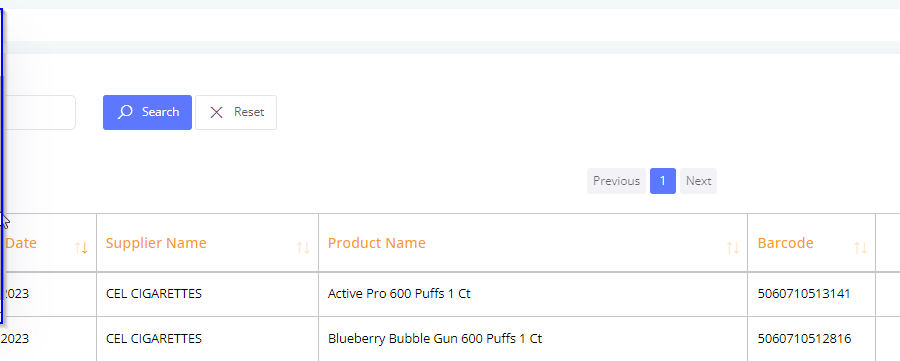 Search Reset
Previous 1 Next
Date Supplier Name Product Name Barcode
2023 CEL CIGARETTES Active Pro 600 Puffs 1 Ct 5060710513141
2023 CEL CIGARETTES Blueberry Bubble Gun 600 Puffs 1 Ct 5060710512816